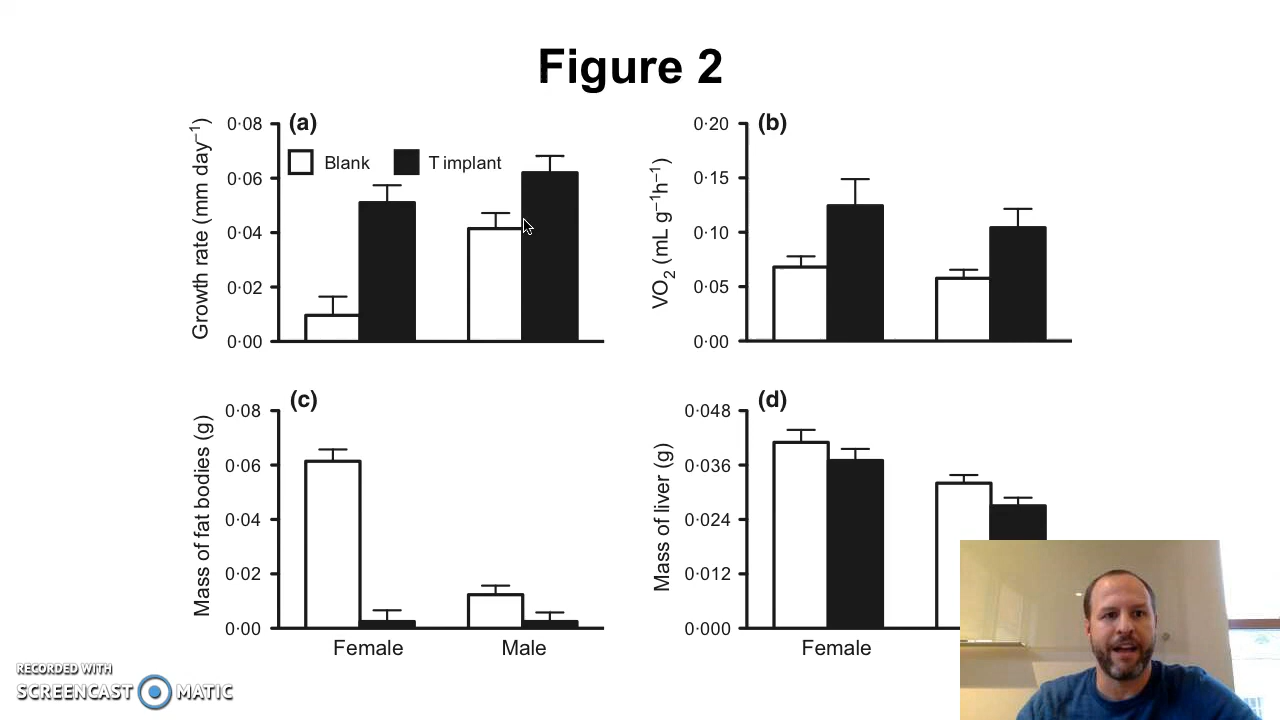 Figure 2
(a)
Growth rate (mm day⁻¹)
0·08
0·06
0·04
0·02
0·00
Blank
T implant
(b)
VO₂ (mL g⁻¹h⁻¹)
0·20
0·15
0·10
0·05
0·00
(c)
Mass of fat bodies (g)
0·08
0·06
0·04
0·02
0·00
Female
Male
(d)
Mass of liver (g)
0·048
0·036
0·024
0·012
0·000
Female
RECORDED WITH
SCREENCAST MATIC